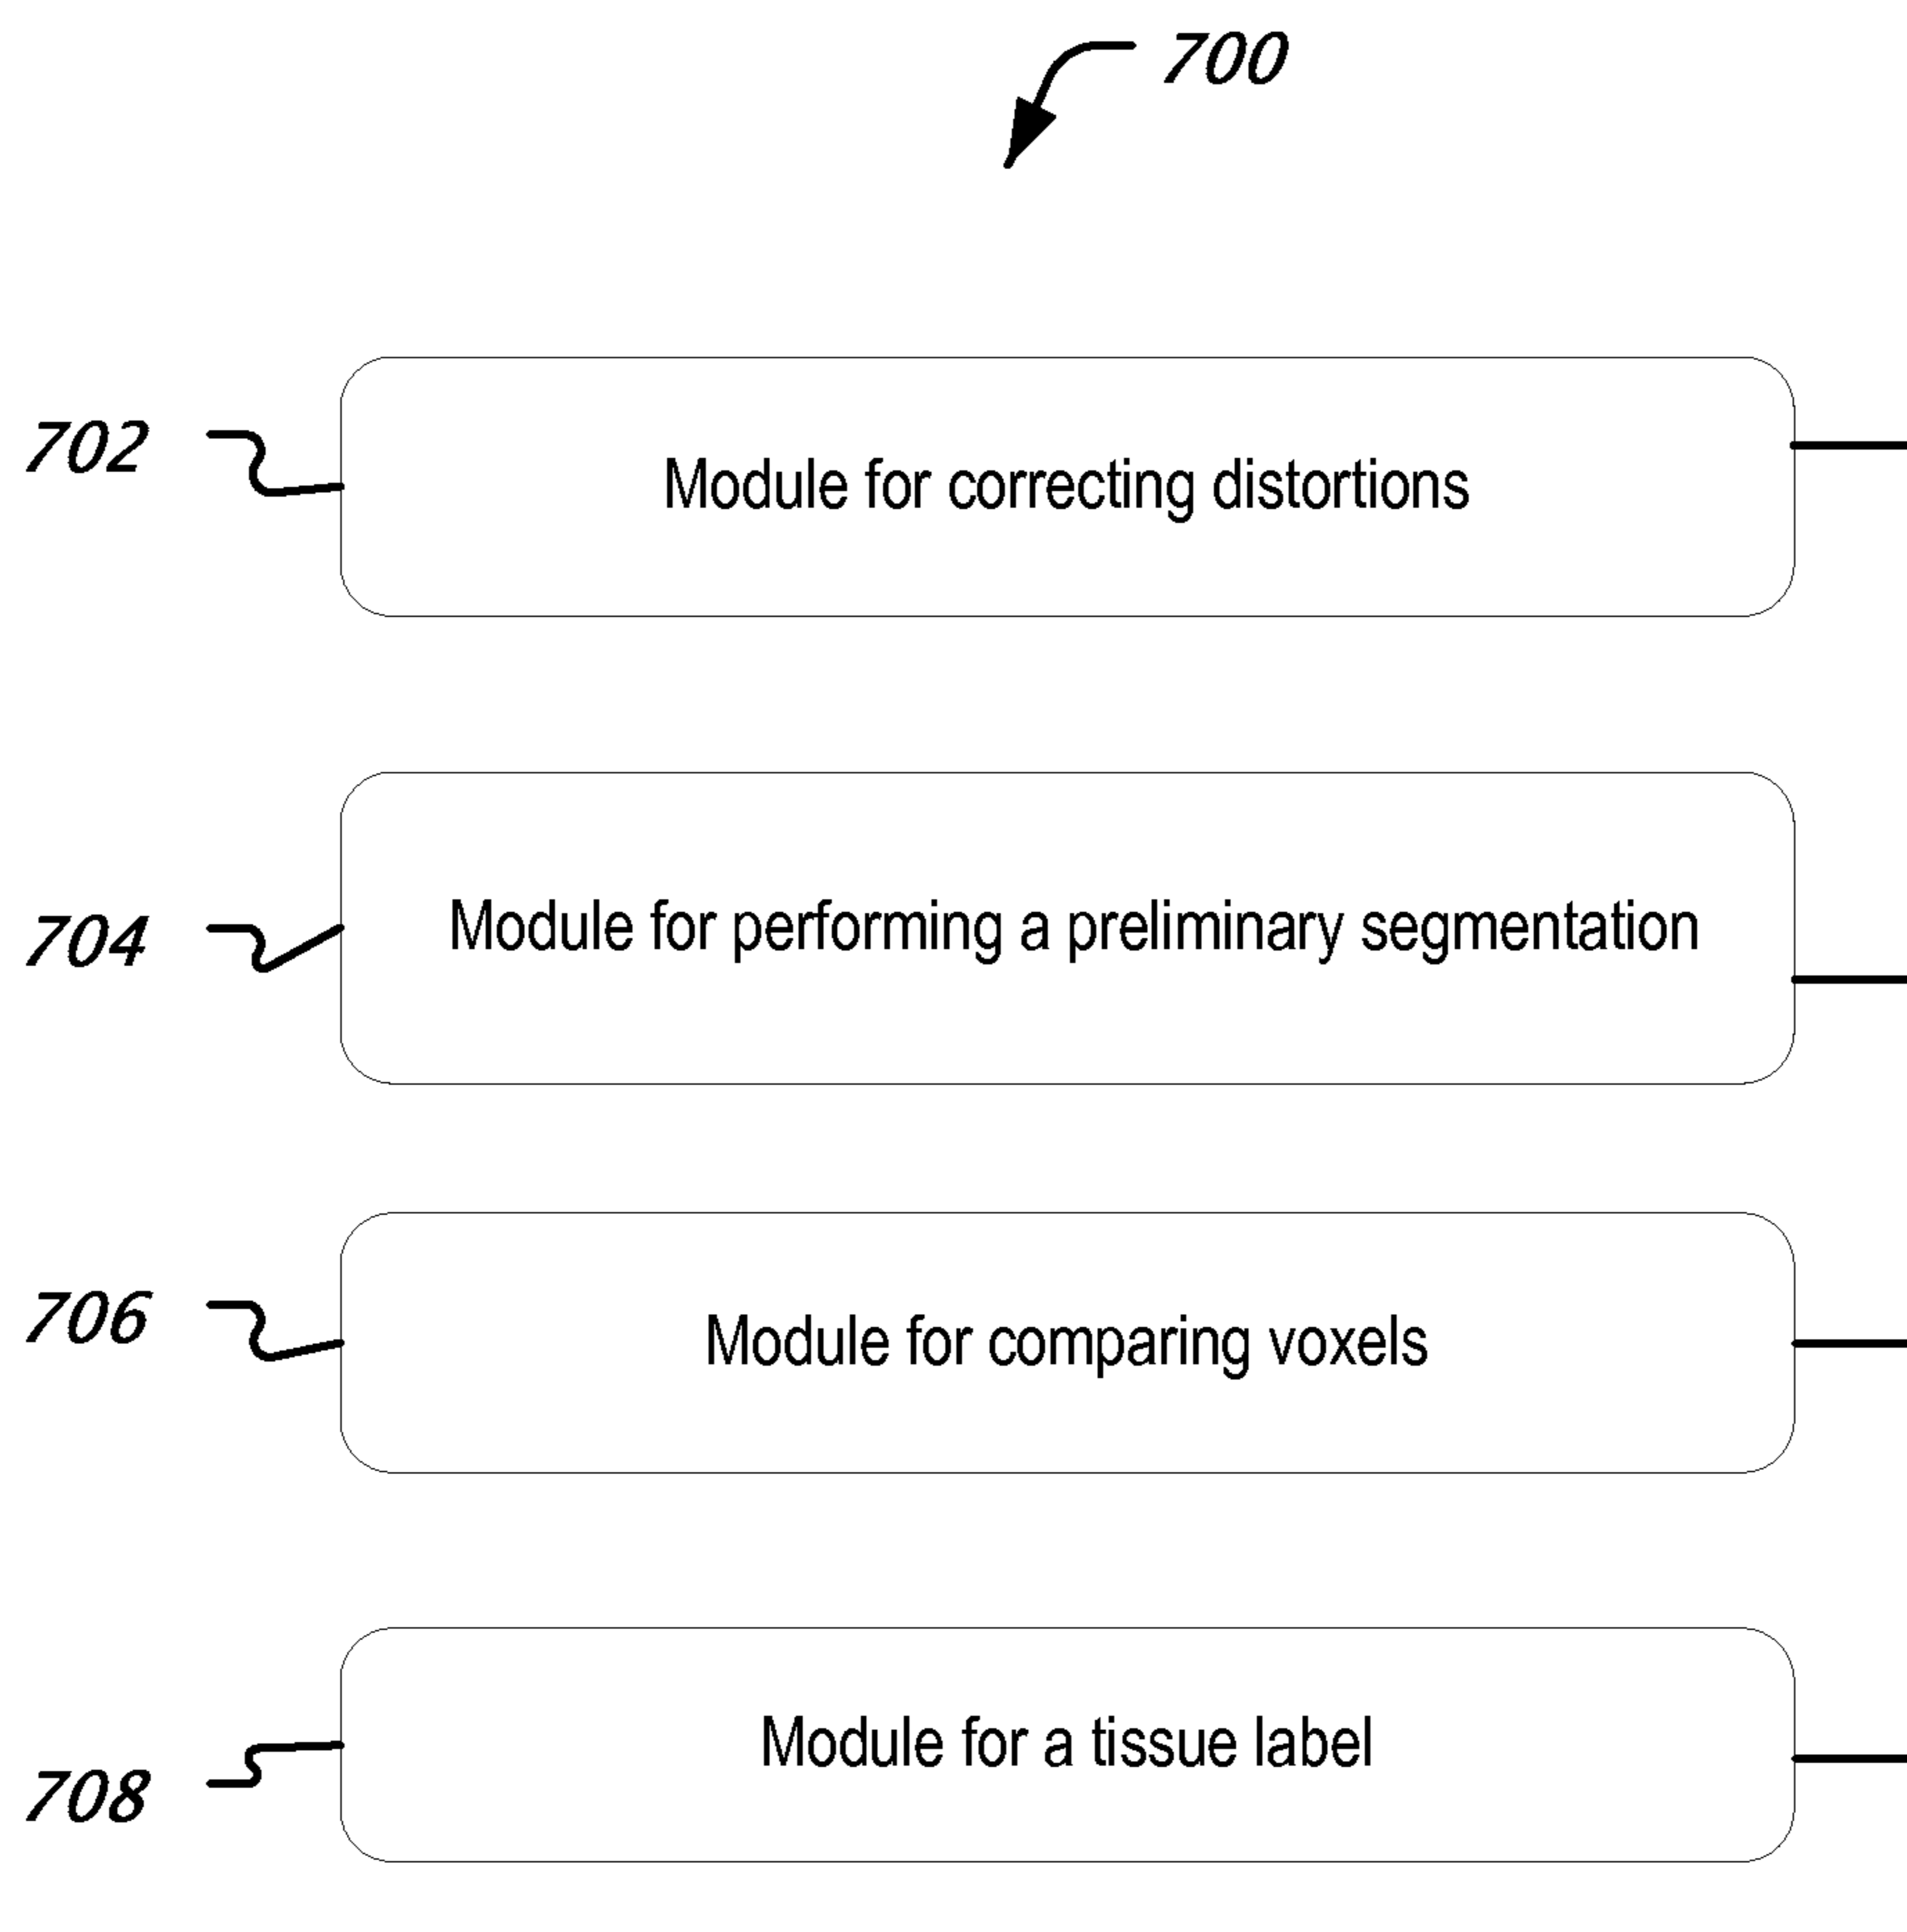 700
702
Module for correcting distortions
704
Module for performing a preliminary segmentation
706
Module for comparing voxels
Module for a tissue label
708